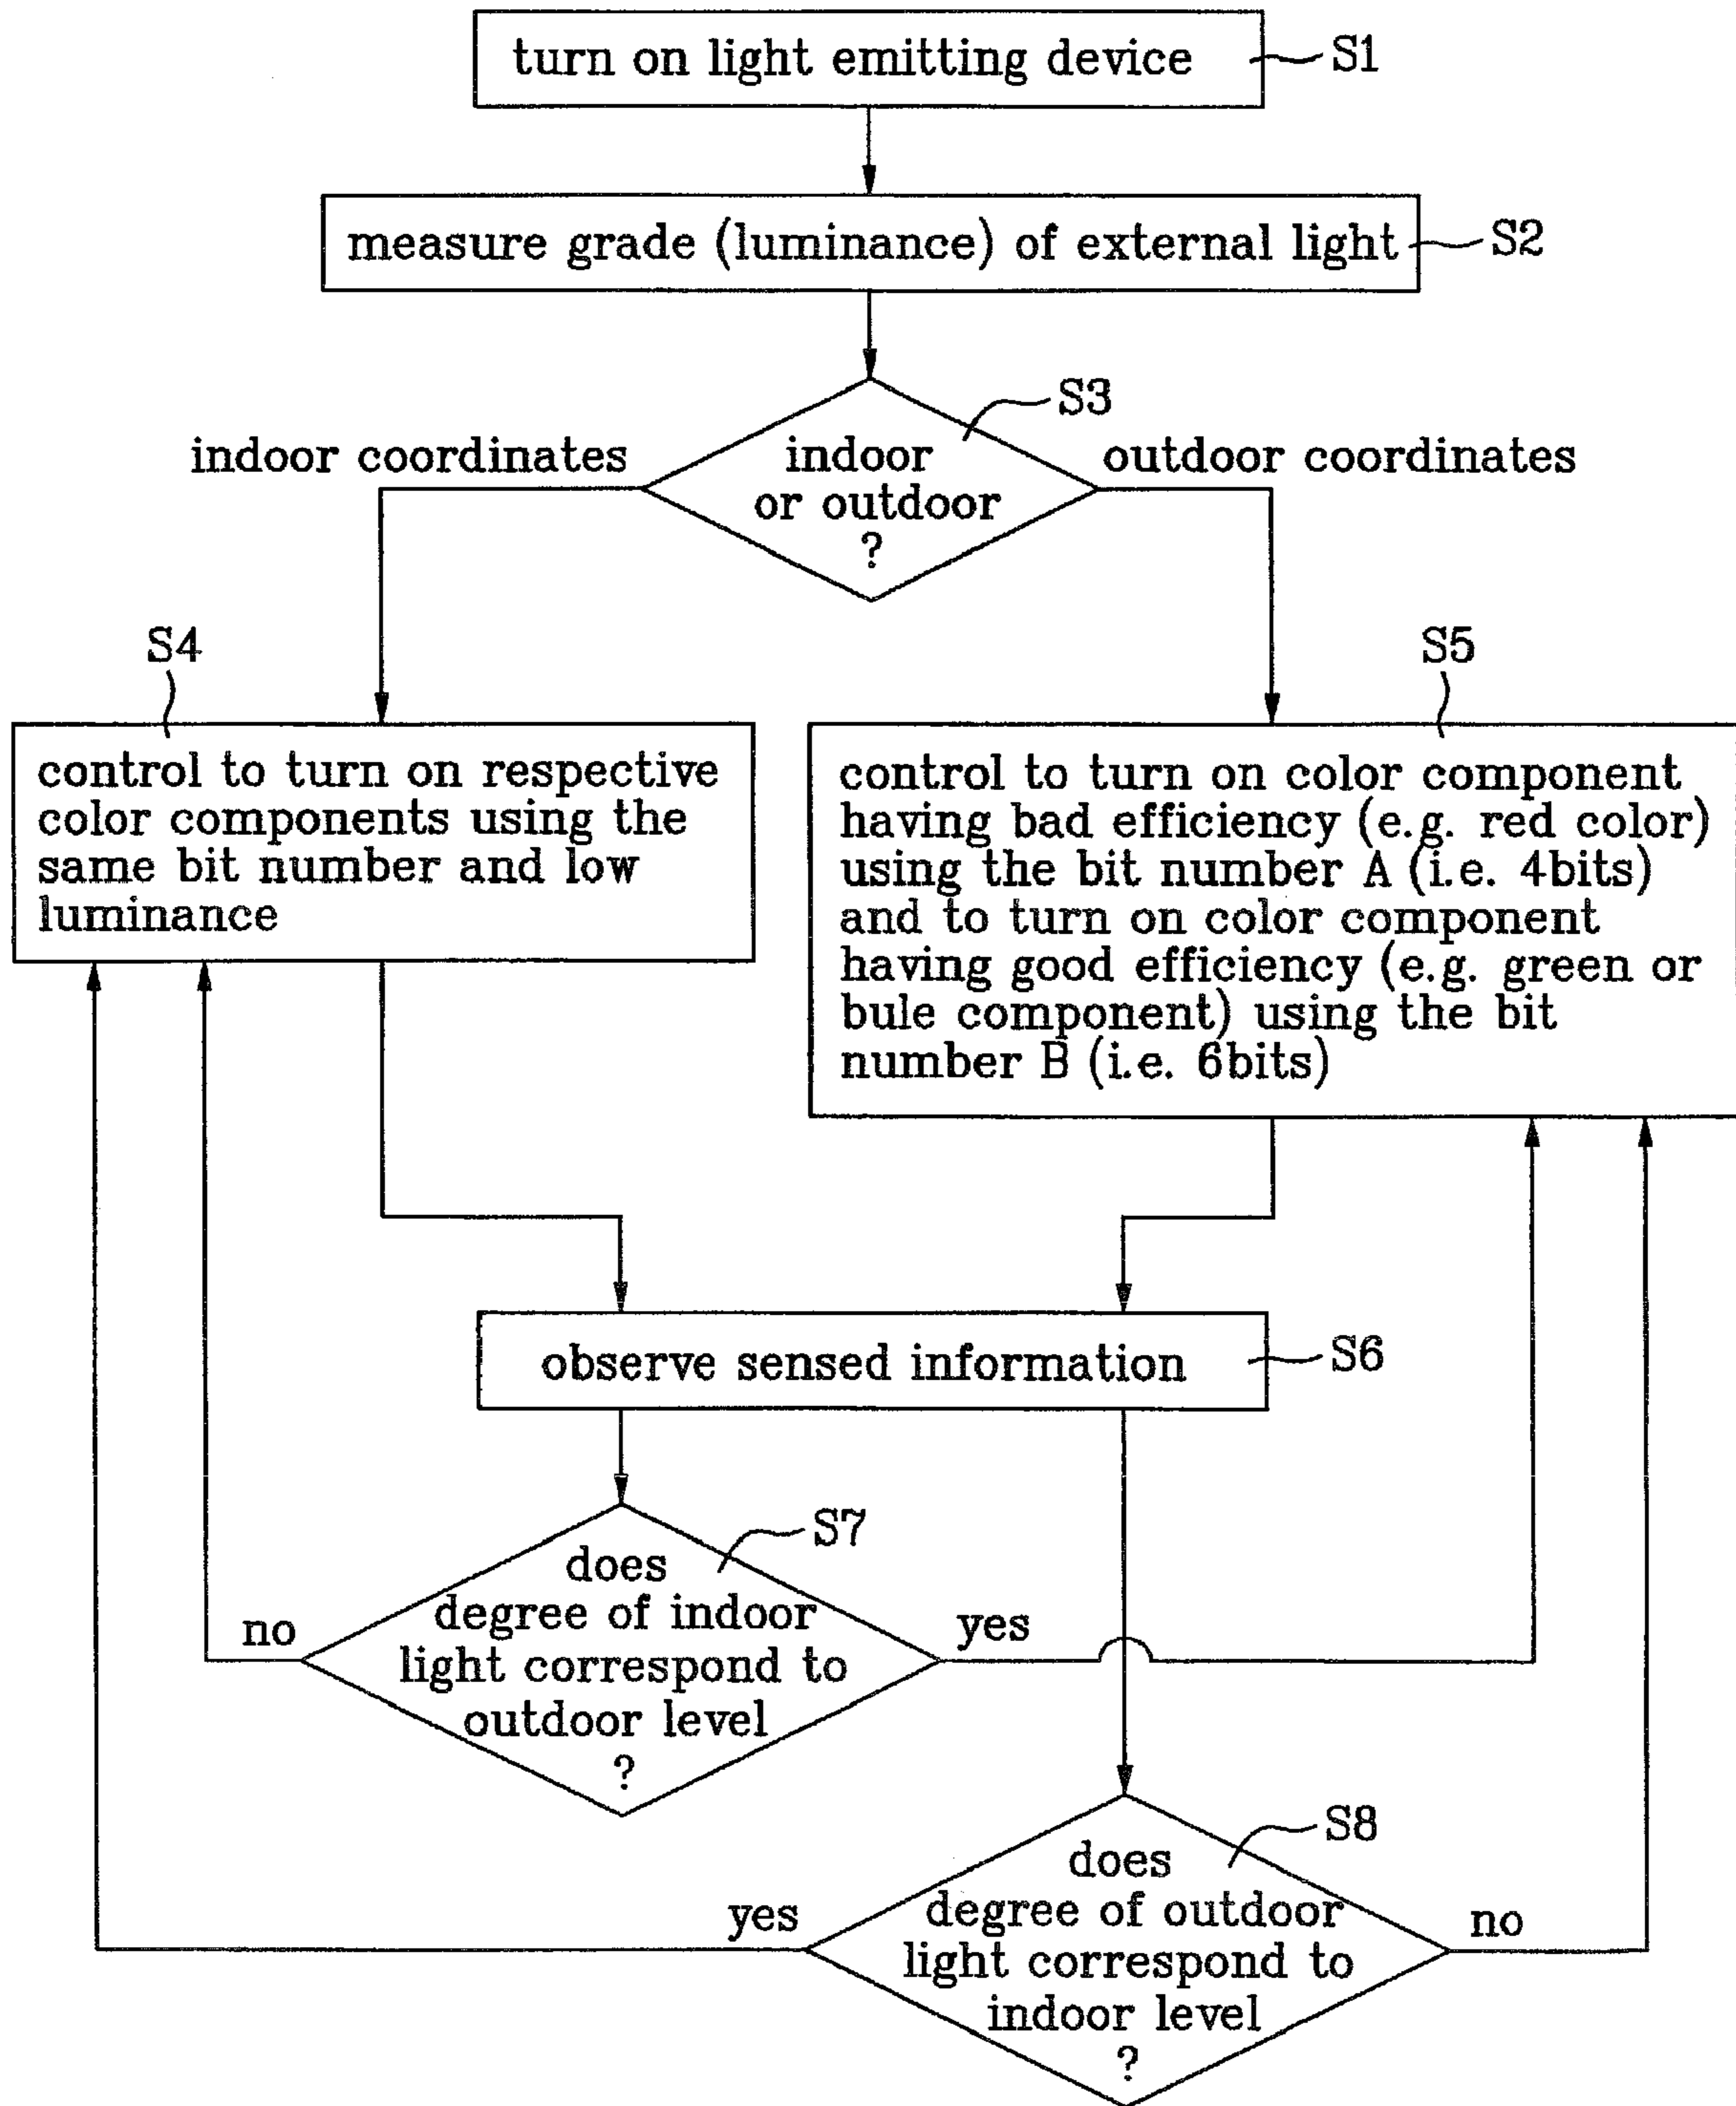 turn on light emitting device
S1
measure grade (luminance) of external light
S2
S3
indoor coordinates
indoor
or outdoor
?
outdoor coordinates
S4
control to turn on respective
color components using the
same bit number and low
luminance
S5
control to turn on color component
having bad efficiency (e.g. red color)
using the bit number A (i.e. 4bits)
and to turn on color component
having good efficiency (e.g. green or
bule component) using the bit
number B (i.e. 6bits)
observe sensed information
S6
S7
does
degree of indoor
light correspond to
outdoor level
?
no
yes
S8
does
degree of outdoor
light correspond to
indoor level
?
yes
no